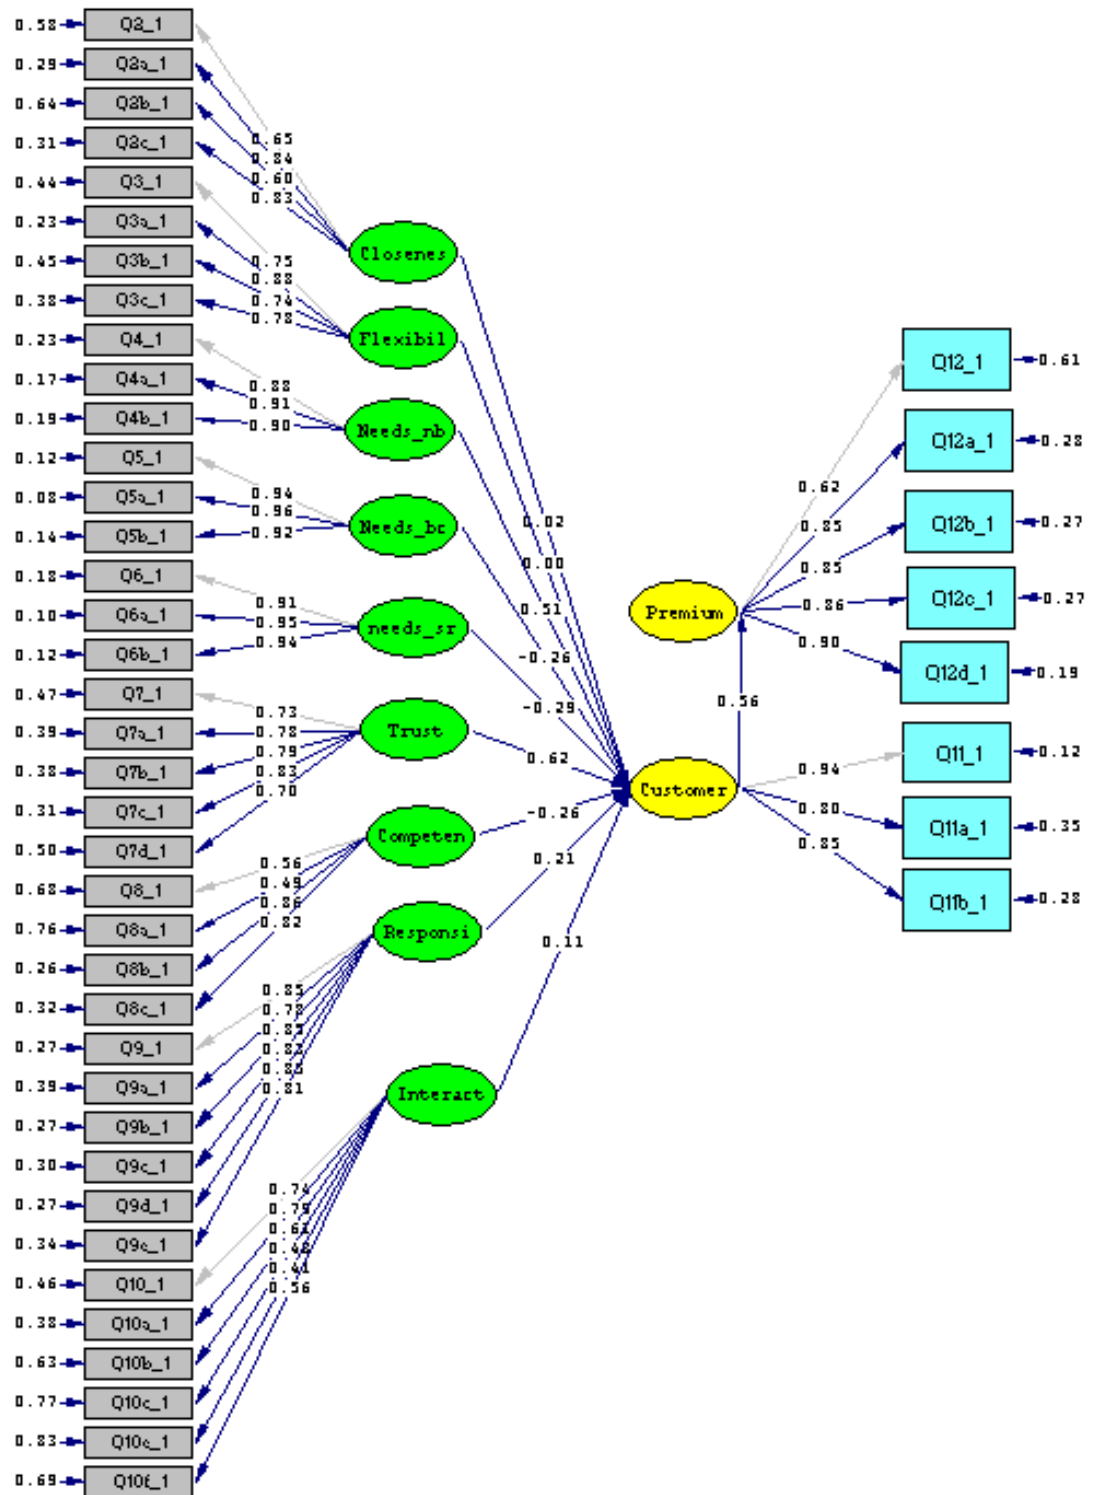 0.58 Q2_1
0.29 Q2a_1
0.64 Q2b_1
0.31 Q2c_1
0.44 Q3_1
0.23 Q3a_1
0.45 Q3b_1
0.38 Q3c_1
0.23 Q4_1
0.17 Q4a_1
0.19 Q4b_1
0.12 Q5_1
0.08 Q5a_1
0.14 Q5b_1
0.18 Q6_1
0.10 Q6a_1
0.12 Q6b_1
0.47 Q7_1
0.39 Q7a_1
0.38 Q7b_1
0.31 Q7c_1
0.50 Q7d_1
0.68 Q8_1
0.76 Q8a_1
0.26 Q8b_1
0.32 Q8c_1
0.27 Q9_1
0.39 Q9a_1
0.27 Q9b_1
0.30 Q9c_1
0.27 Q9d_1
0.34 Q9e_1
0.46 Q10_1
0.38 Q10a_1
0.63 Q10b_1
0.77 Q10c_1
0.83 Q10e_1
0.69 Q10f_1
0.65
0.84
0.60
0.83
0.75
0.88
0.74
0.78
0.88
0.91
0.90
0.94
0.96
0.92
0.91
0.95
0.94
0.73
0.78
0.79
0.83
0.70
0.56
0.49
0.86
0.82
0.85
0.78
0.85
0.83
0.85
0.81
0.74
0.79
0.61
0.48
0.41
0.56
Closenes
Flexibil
Needs_nb
Needs_bc
needs_sr
Trust
Competen
Responsi
Interact
0.02
0.00
0.51
-0.26
-0.29
0.62
-0.26
0.21
0.11
Premium
0.56
Customer
0.62
0.85
0.85
0.86
0.90
0.94
0.80
0.85
Q12_1 0.61
Q12a_1 0.28
Q12b_1 0.27
Q12c_1 0.27
Q12d_1 0.19
Q11_1 0.12
Q11a_1 0.35
Q11b_1 0.28